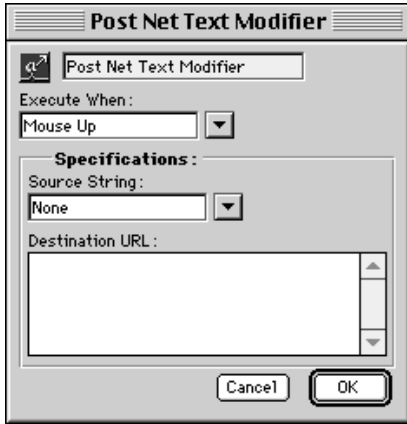 Post Net Text Modifier
Post Net Text Modifier
Execute When:
Mouse Up
Specifications:
Source String:
None
Destination URL:
Cancel OK